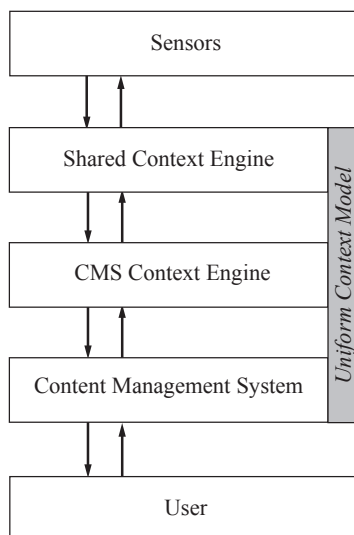 Sensors
Shared Context Engine
CMS Context Engine
Content Management System
User
Uniform Context Model